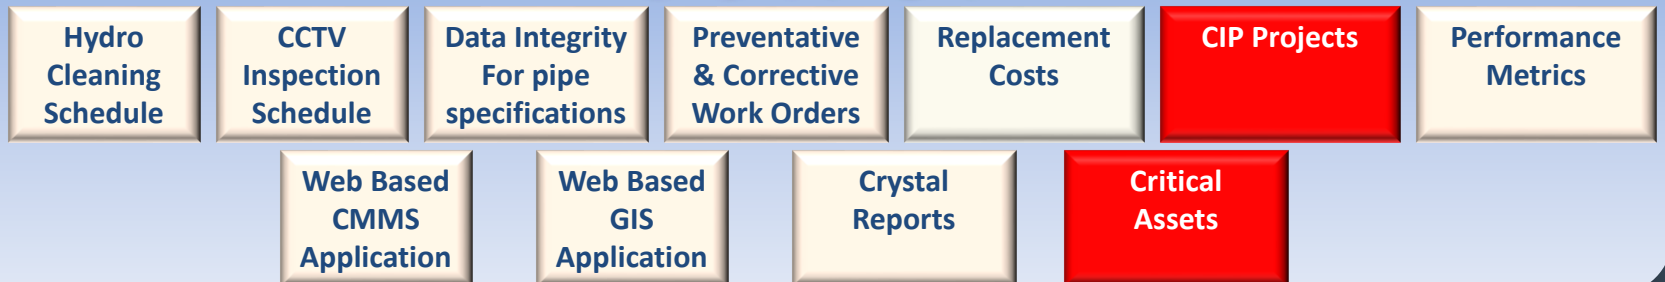 Hydro
Cleaning
Schedule
CCTV
Inspection
Schedule
Data Integrity
For pipe
specifications
Preventative
& Corrective
Work Orders
Replacement
Costs
CIP Projects
Performance
Metrics
Web Based
CMMS
Application
Web Based
GIS
Application
Crystal
Reports
Critical
Assets